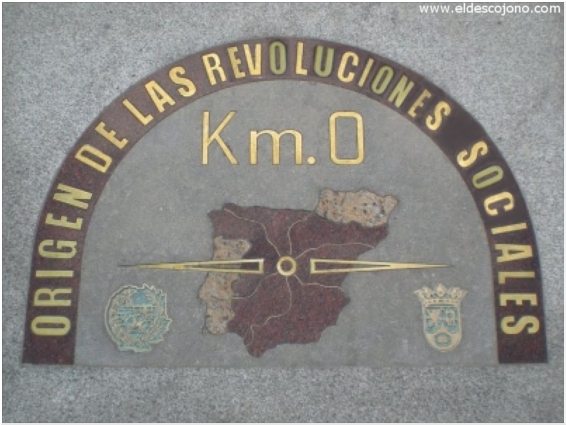 www.eldescojono.com
ORIGEN DE LAS REVOLUCIONES SOCIALES
Km. 0